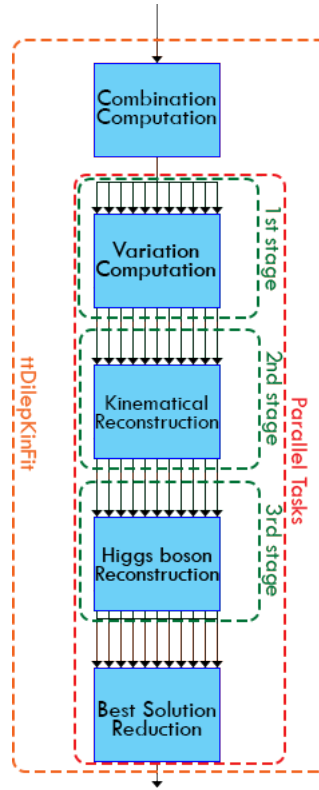 Combination
Computation
1st stage
Variation
Computation
2nd stage
Kinematical
Reconstruction
ttDilepKinFit
Parallel Tasks
3rd stage
Higgs boson
Reconstruction
Best Solution
Reduction